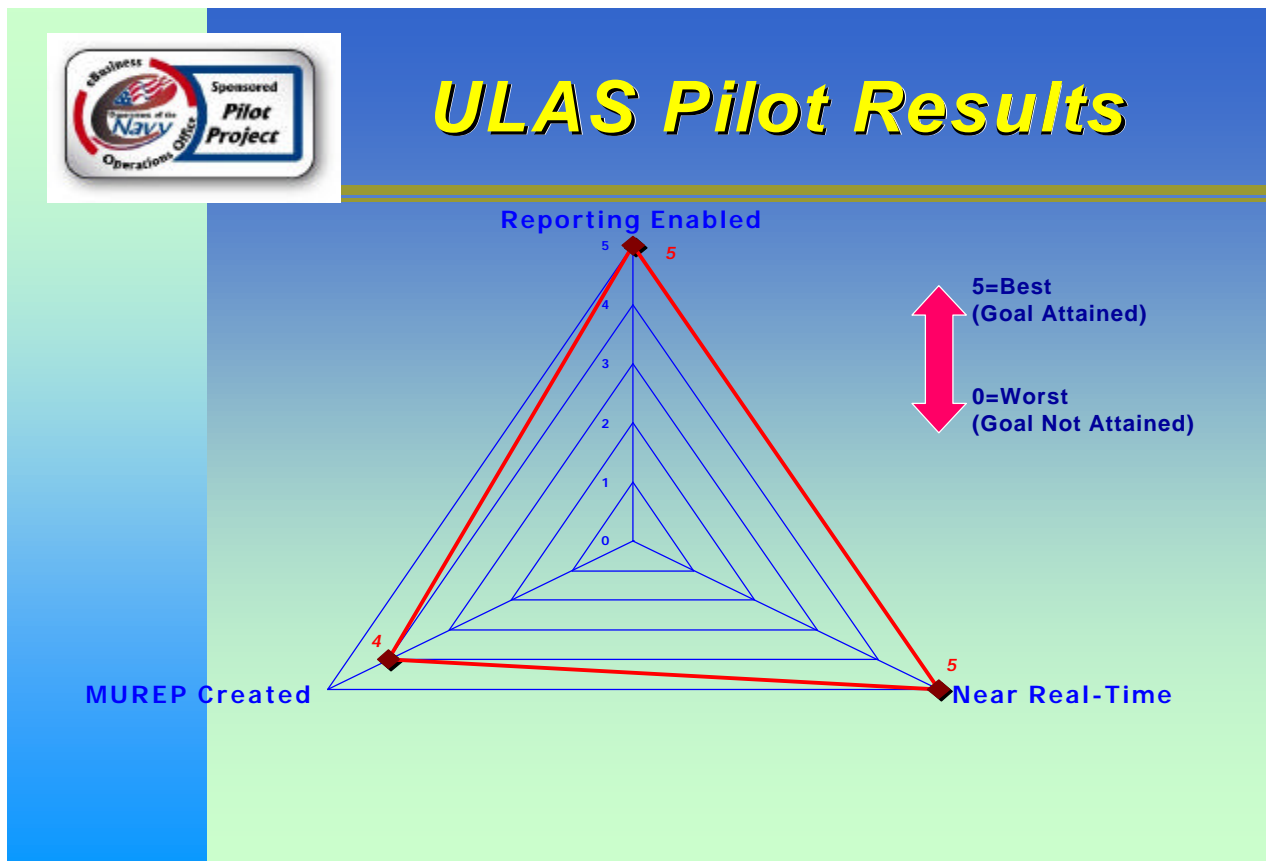 eBusiness
Operations Office
Department of the
Navy
Sponsored
Pilot
Project
ULAS Pilot Results
Reporting Enabled
5
5
4
3
2
1
0
5=Best
(Goal Attained)
0=Worst
(Goal Not Attained)
4
5
MUREP Created
Near Real-Time